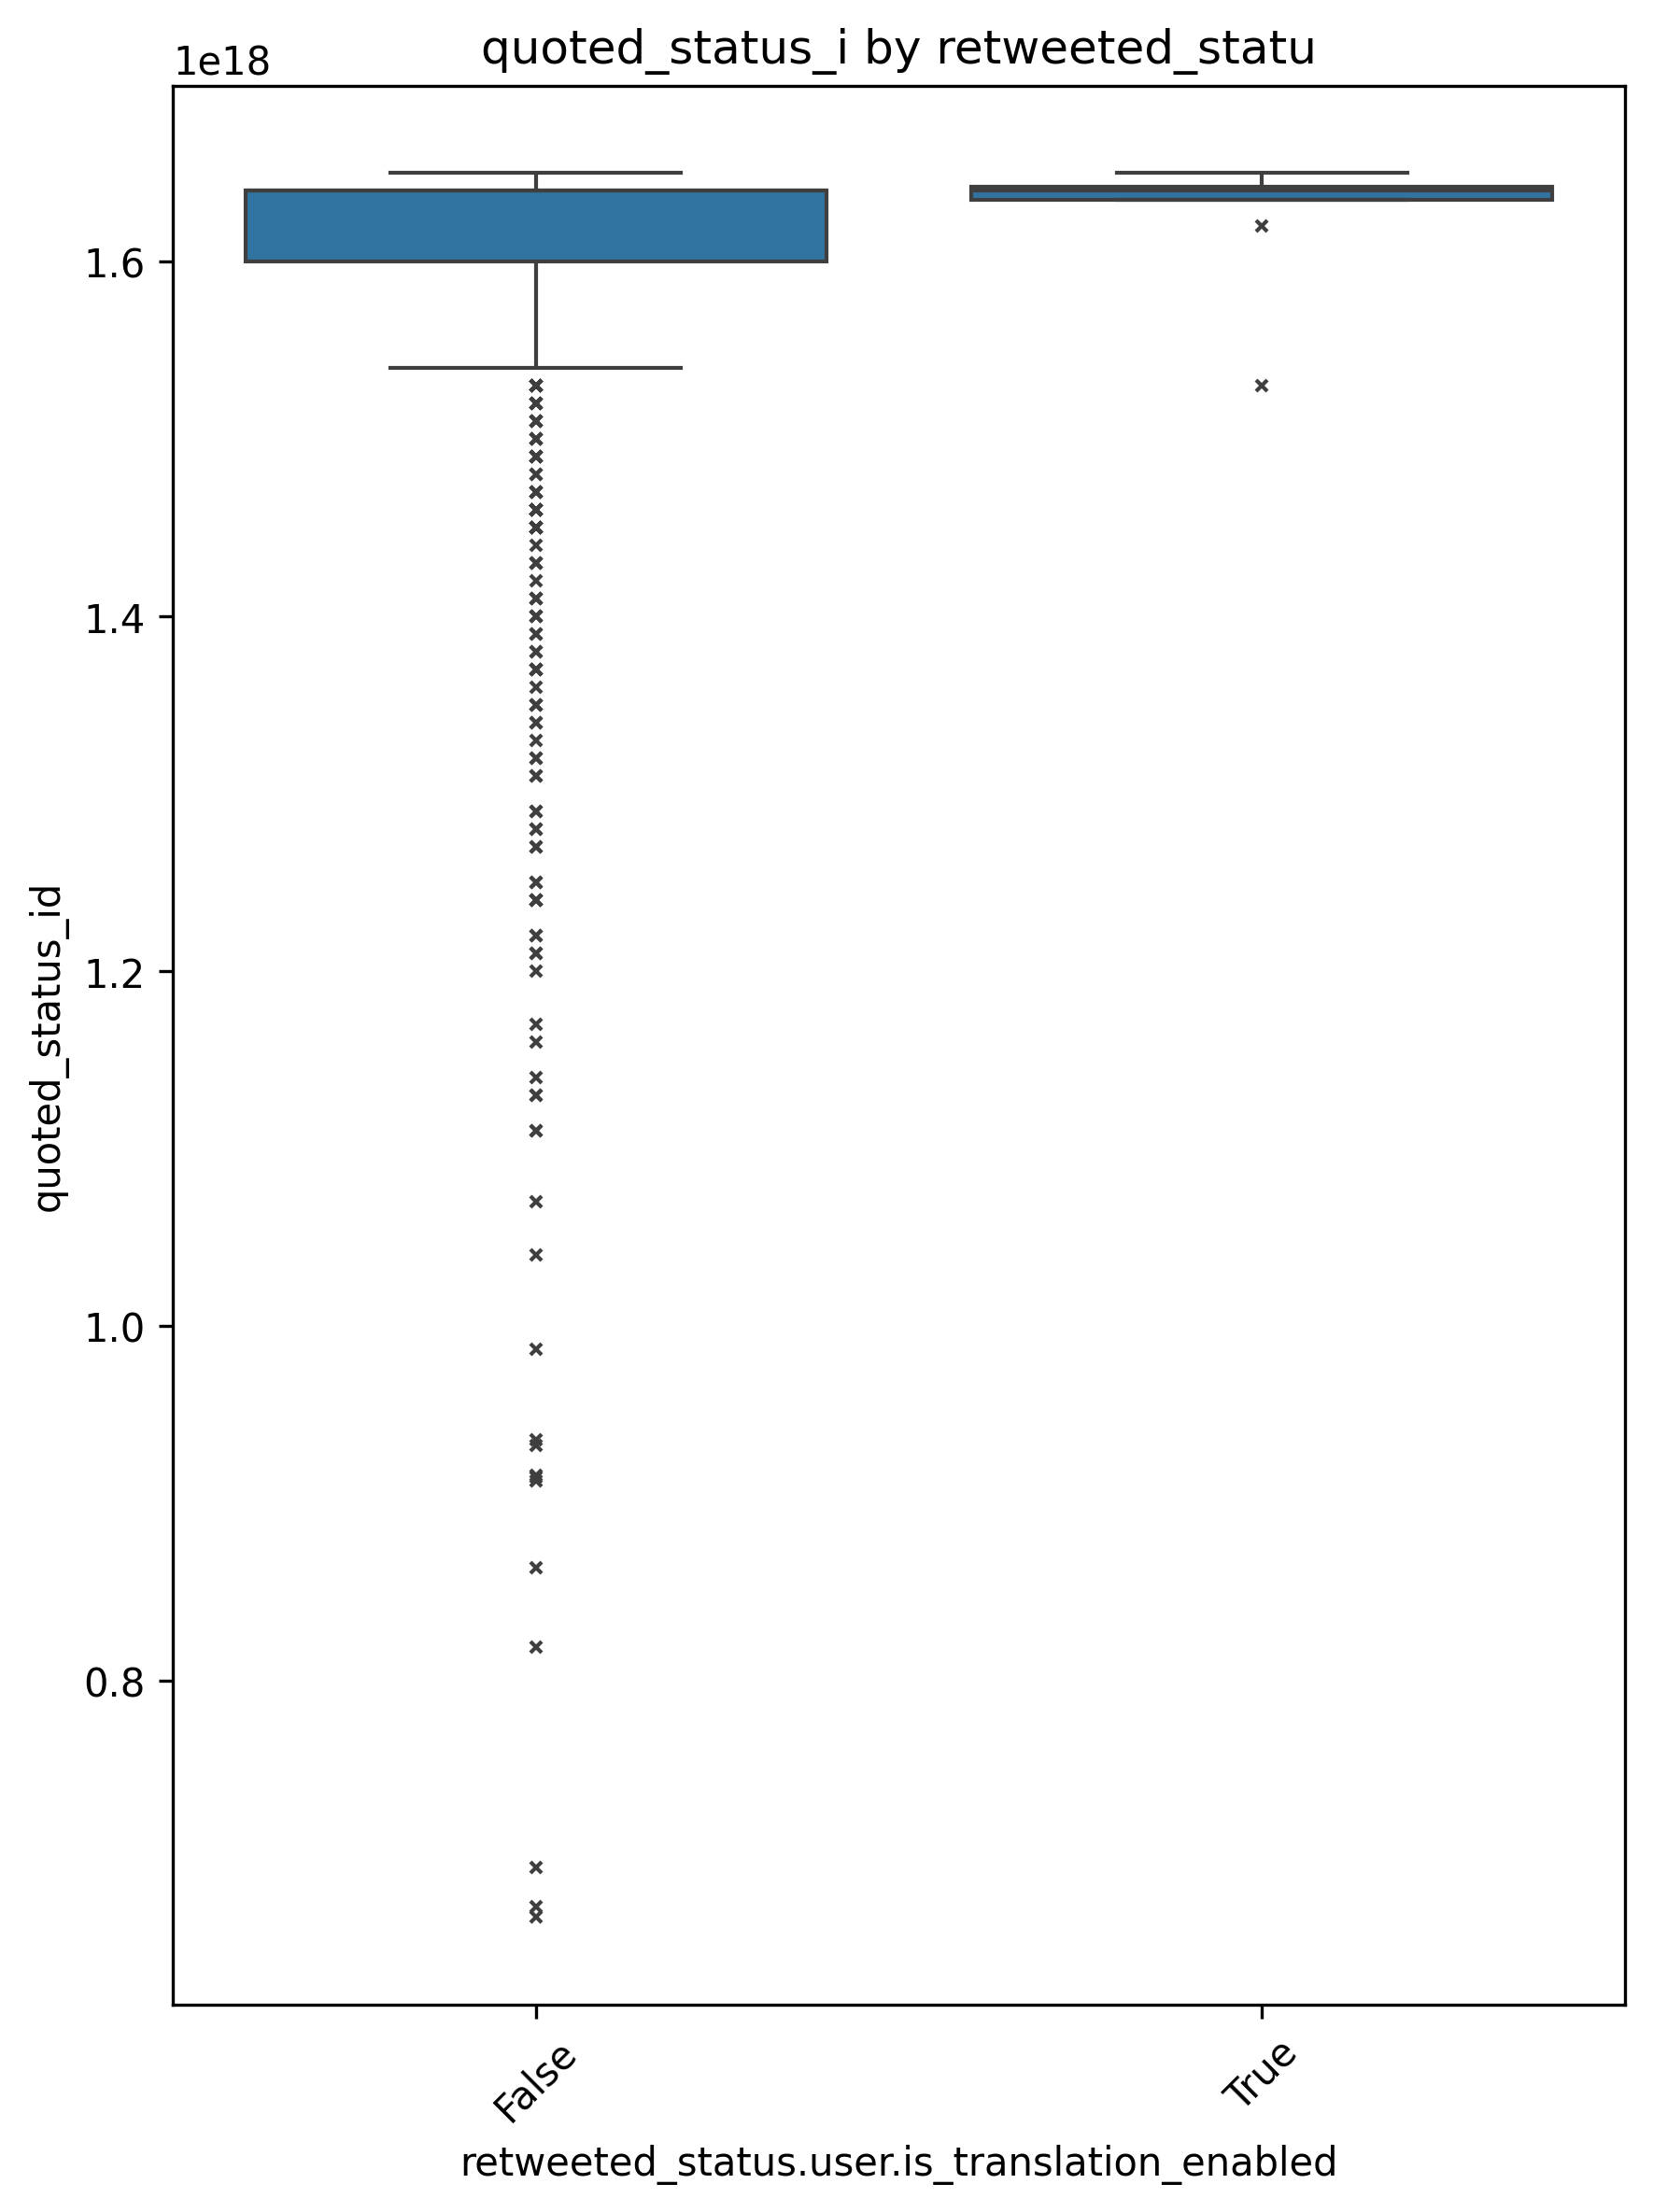 quoted_status_i by retweeted_statu
1e18
1.6
1.4
1.2
1.0
0.8
quoted_status_id
False
True
retweeted_status.user.is_translation_enabled